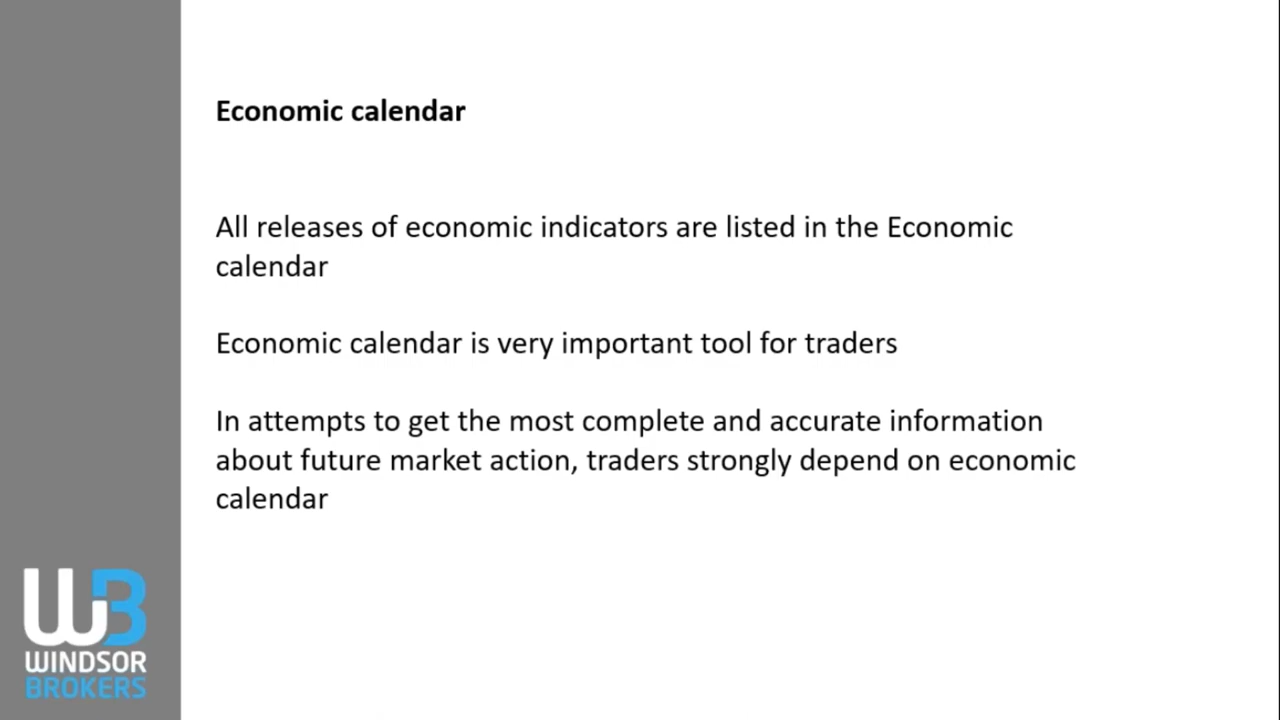 Economic calendar
All releases of economic indicators are listed in the Economic
calendar
Economic calendar is very important tool for traders
In attempts to get the most complete and accurate information
about future market action, traders strongly depend on economic
calendar
WB
WINDSOR
BROKERS